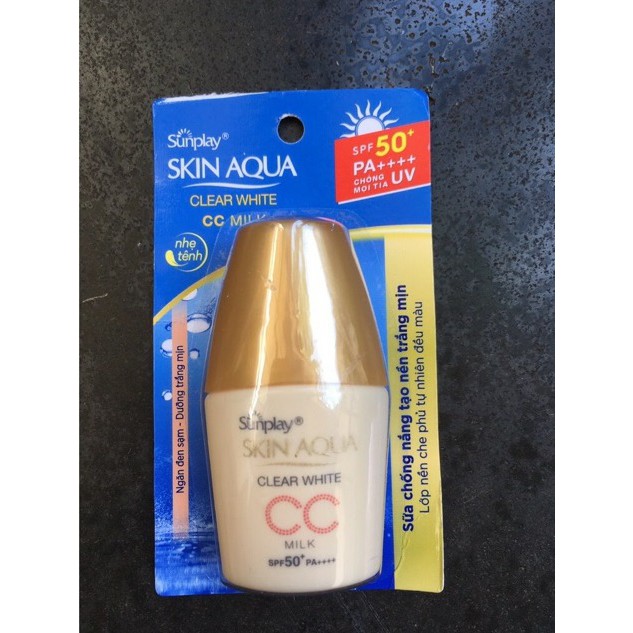 Sunplay®
SKIN AQUA
CLEAR WHITE
CC MILK
nhẹ
tênh
SPF 50+
PA++++
CHỐNG
MỌI TIA UV
Ngăn đen sạm - Dưỡng trắng mịn
Sữa chống nắng tạo nền trắng mịn
Lớp nền che phủ tự nhiên đều màu
Sunplay®
SKIN AQUA
CLEAR WHITE
CC
MILK
SPF50+ PA++++